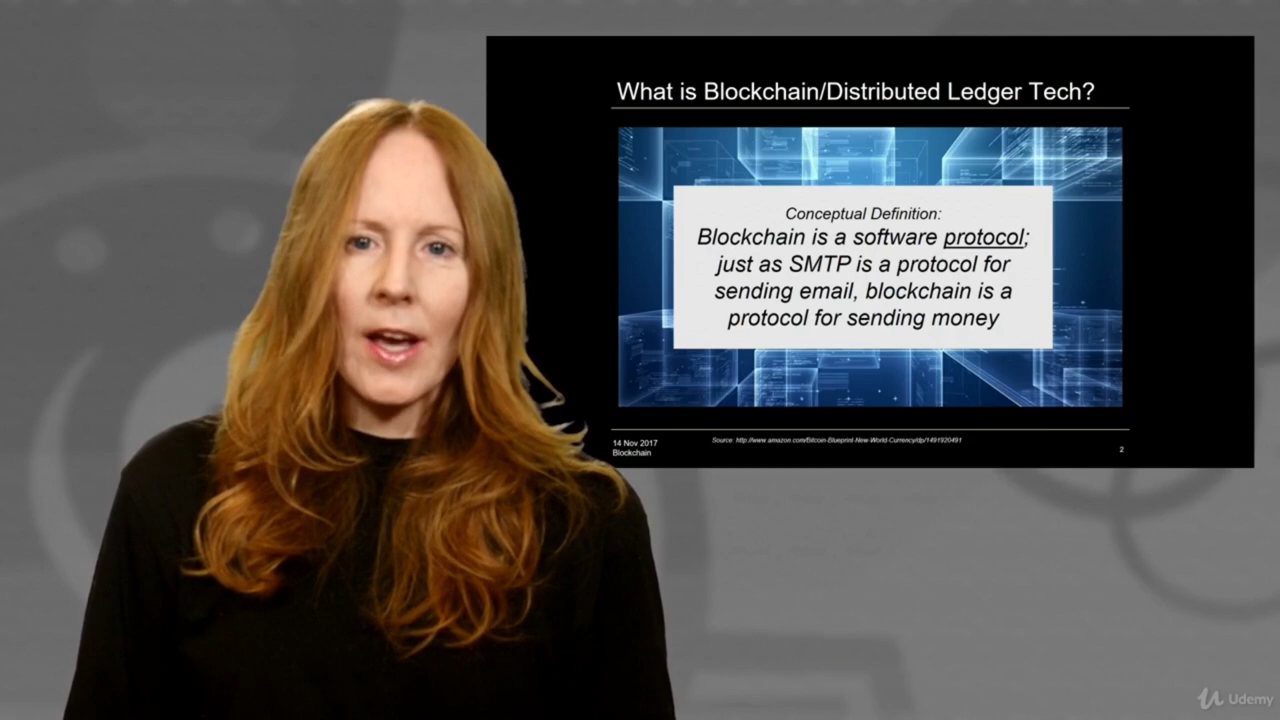 What is Blockchain/Distributed Ledger Tech?
Conceptual Definition:
Blockchain is a software protocol;
just as SMTP is a protocol for
sending email, blockchain is a
protocol for sending money
14 Nov 2017
Blockchain
Source: http://www.amazon.com/Bitcoin-Blueprint-New-World-Currency/dp/1491920491
2
Udemy